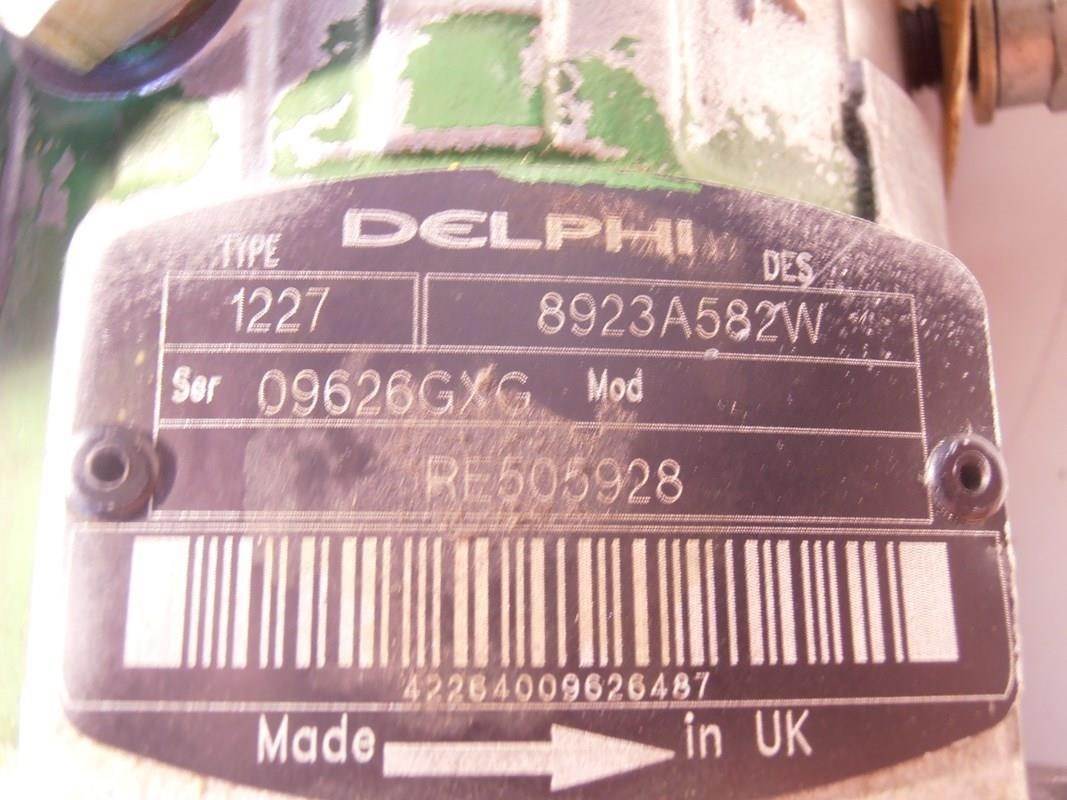 DELPHI
TYPE DES
1227 8923A582W
Ser 09626GXG Mod
RE505928
42264009626487
Made in UK